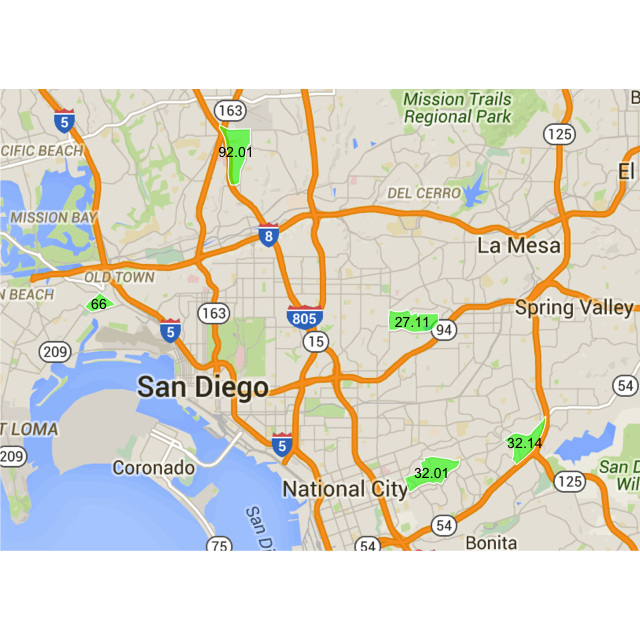 Mission Trails
Regional Park
163
5
125
B
92.01
CIFIC BEACH
El
DEL CERRO
MISSION BAY
8
La Mesa
OLD TOWN
N BEACH
66
163
805
27.11
94
Spring Valley
5
15
209
San Diego
54
T LOMA
209
5
32.14
Coronado
32.01
San D
Wil
125
National City
San Di
54
75
54
Bonita